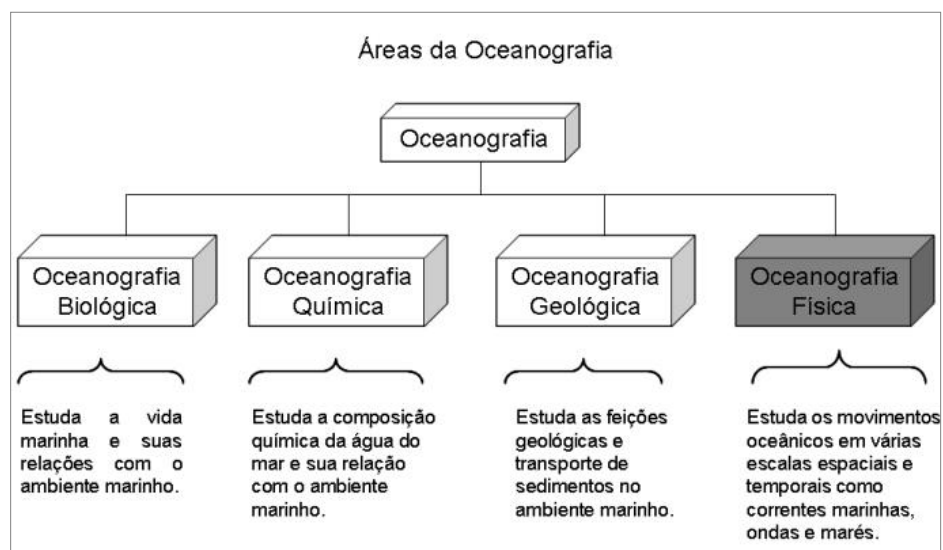 Áreas da Oceanografia
Oceanografia
Oceanografia
Biológica
Oceanografia
Química
Oceanografia
Geológica
Oceanografia
Física
Estuda a vida
marinha e suas
relações com o
ambiente marinho.
Estuda a composição
química da água do
mar e sua relação
com o ambiente
marinho.
Estuda as feições
geológicas e
transporte de
sedimentos no
ambiente marinho.
Estuda os movimentos
oceânicos em várias
escalas espaciais e
temporais como
correntes marinhas,
ondas e marés.